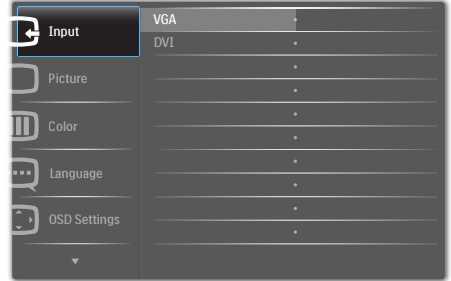 Input
VGA
DVI
Picture
Color
Language
OSD Settings